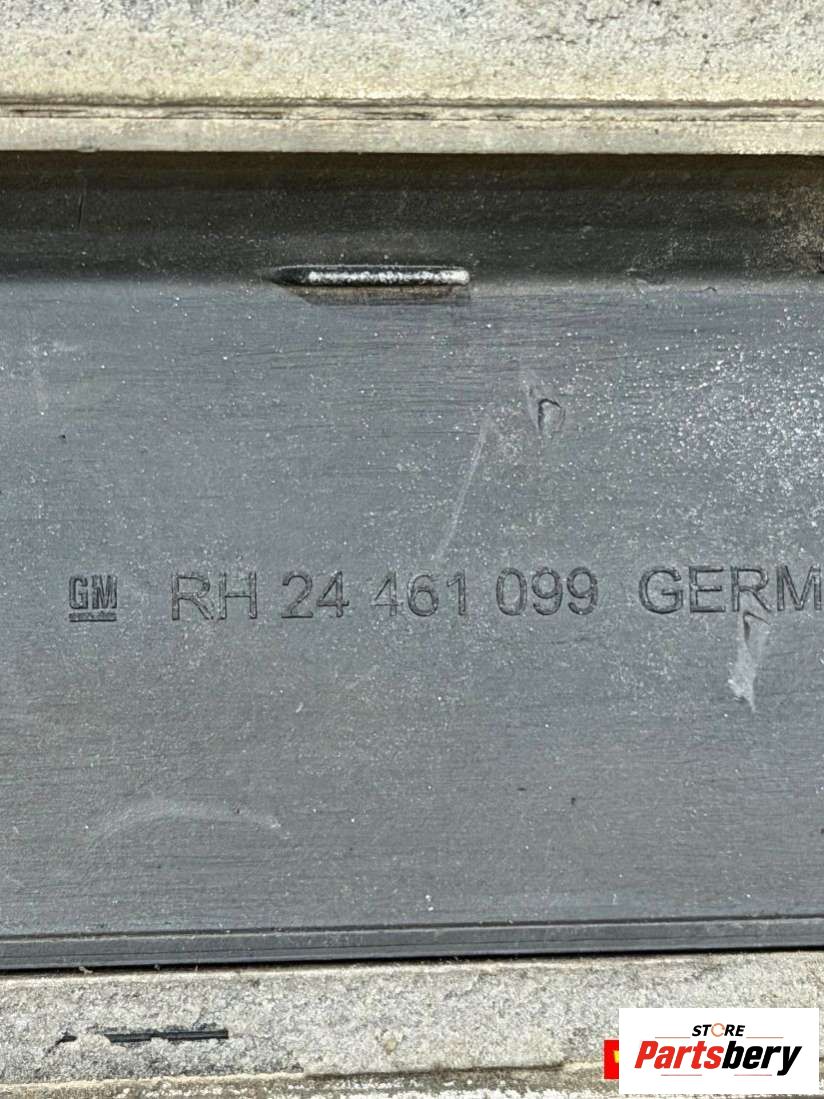 GM RH 24 461 099 GERM
STORE
Partsbery